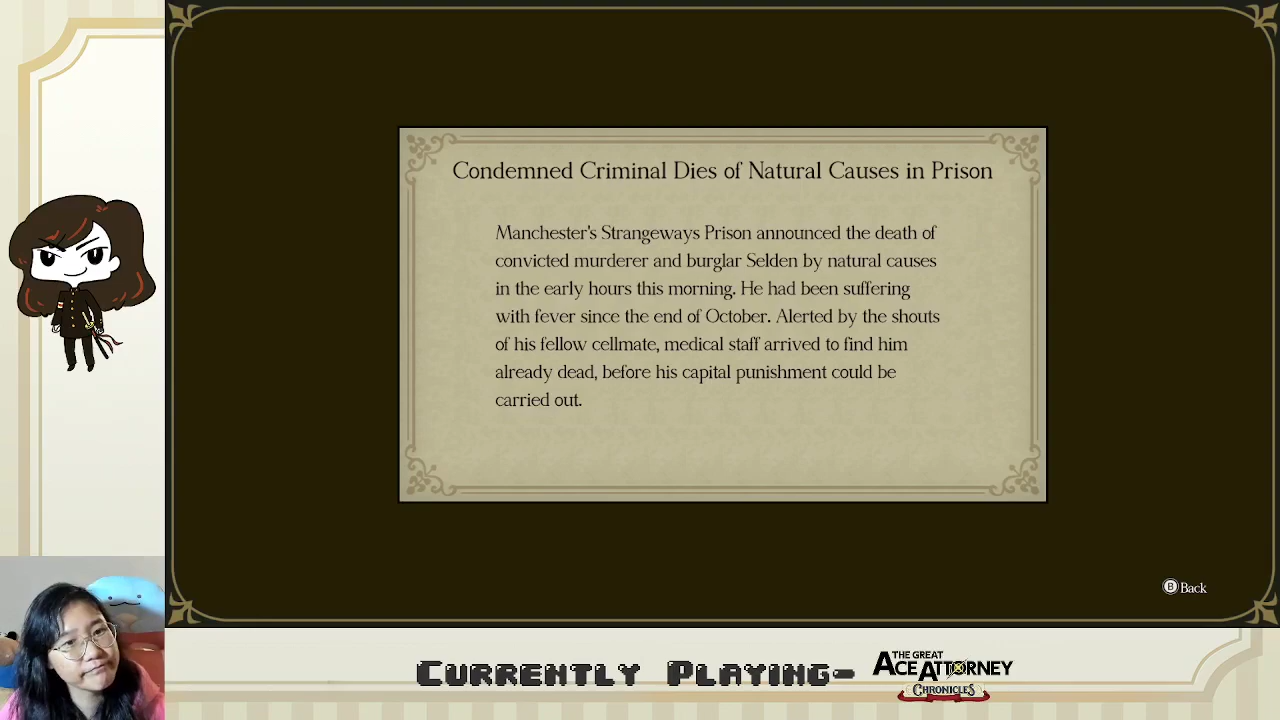 Condemned Criminal Dies of Natural Causes in Prison
Manchester's Strangeways Prison announced the death of
convicted murderer and burglar Selden by natural causes
in the early hours this morning. He had been suffering
with fever since the end of October. Alerted by the shouts
of his fellow cellmate, medical staff arrived to find him
already dead, before his capital punishment could be
carried out.
B Back
Currently Playing-
THE GREAT
ACE ATTORNEY
CHRONICLES